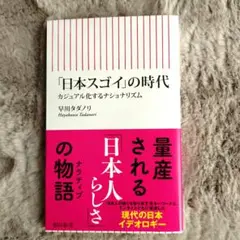 「日本スゴイ」の時代
カジュアル化するナショナリズム
早川タダノリ
Hayakawa Tadanori
量産
される
「日本人
らしさ」
の物語
ナラティブ
現代の日本
イデオロギー